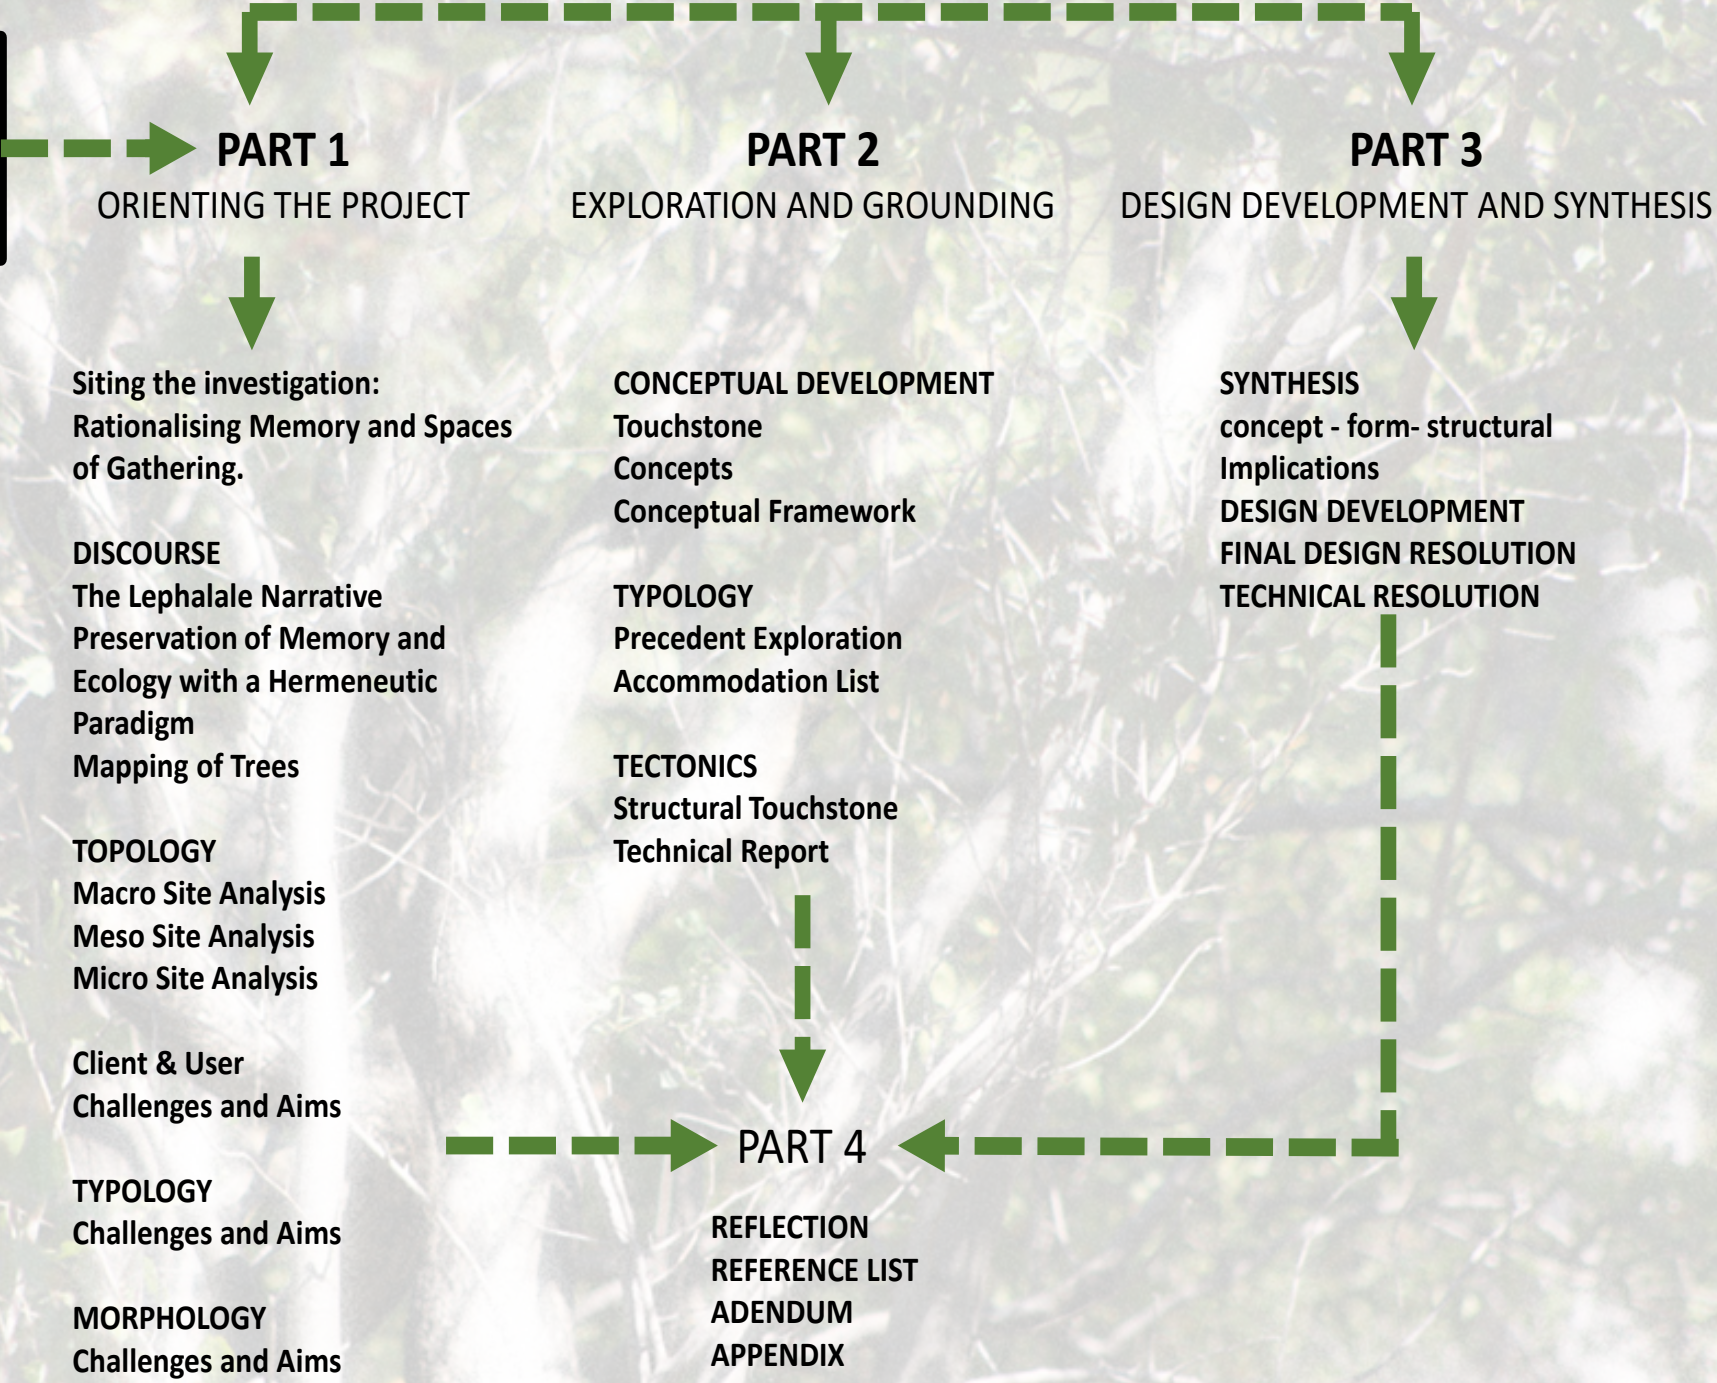 PART 1
ORIENTING THE PROJECT
Siting the investigation:
Rationalising Memory and Spaces
of Gathering.
DISCOURSE
The Lephalale Narrative
Preservation of Memory and
Ecology with a Hermeneutic
Paradigm
Mapping of Trees
TOPOLOGY
Macro Site Analysis
Meso Site Analysis
Micro Site Analysis
Client & User
Challenges and Aims
TYPOLOGY
Challenges and Aims
MORPHOLOGY
Challenges and Aims
PART 2
EXPLORATION AND GROUNDING
CONCEPTUAL DEVELOPMENT
Touchstone
Concepts
Conceptual Framework
TYPOLOGY
Precedent Exploration
Accommodation List
TECTONICS
Structural Touchstone
Technical Report
PART 3
DESIGN DEVELOPMENT AND SYNTHESIS
SYNTHESIS
concept - form- structural
Implications
DESIGN DEVELOPMENT
FINAL DESIGN RESOLUTION
TECHNICAL RESOLUTION
PART 4
REFLECTION
REFERENCE LIST
ADENDUM
APPENDIX